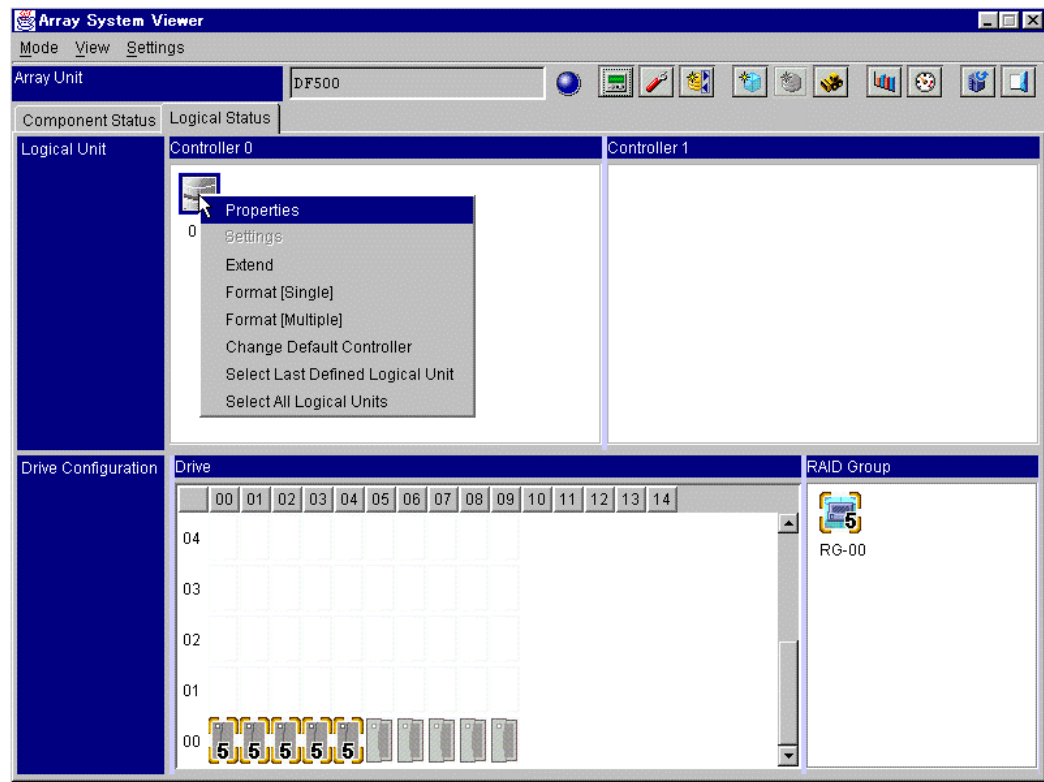 Array System Viewer
Mode View Settings
Array Unit DF500
Component Status Logical Status
Logical Unit Controller 0 Controller 1
0
Properties
Settings
Extend
Format [Single]
Format [Multiple]
Change Default Controller
Select Last Defined Logical Unit
Select All Logical Units
Drive Configuration Drive RAID Group
00 01 02 03 04 05 06 07 08 09 10 11 12 13 14
04
5
RG-00
03
02
01
00 5 5 5 5 5